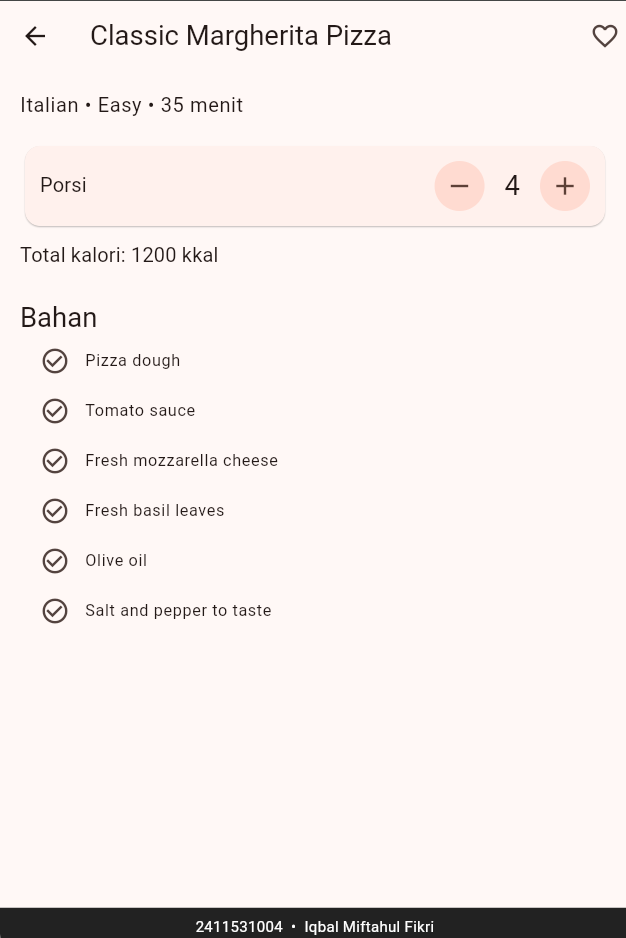 Classic Margherita Pizza
Italian • Easy • 35 menit
Porsi 4
Total kalori: 1200 kkal
Bahan
Pizza dough
Tomato sauce
Fresh mozzarella cheese
Fresh basil leaves
Olive oil
Salt and pepper to taste
2411531004 • Iqbal Miftahul Fikri